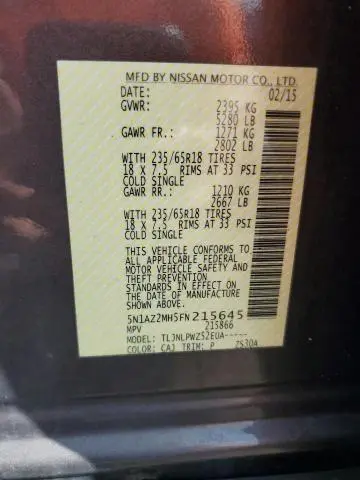 MFD BY NISSAN MOTOR CO., LTD.
DATE: 02/15
GVWR: 2395 KG
5280 LB
GAWR FR.: 1271 KG
2802 LB
WITH 235/65R18 TIRES
18 X 7.5 RIMS AT 33 PSI
COLD SINGLE
GAWR RR.: 1210 KG
2667 LB
WITH 235/65R18 TIRES
18 X 7.5 RIMS AT 33 PSI
COLD SINGLE
THIS VEHICLE CONFORMS TO
ALL APPLICABLE FEDERAL
MOTOR VEHICLE SAFETY
AND THEFT PREVENTION
STANDARDS IN EFFECT ON
THE DATE OF MANUFACTURE
SHOWN ABOVE.
5N1AZ2MH5FN215645
MPV 215866
MODEL: TLJNLPWZ52EUA-----
COLOR: CAJ TRIM: P ZS30A